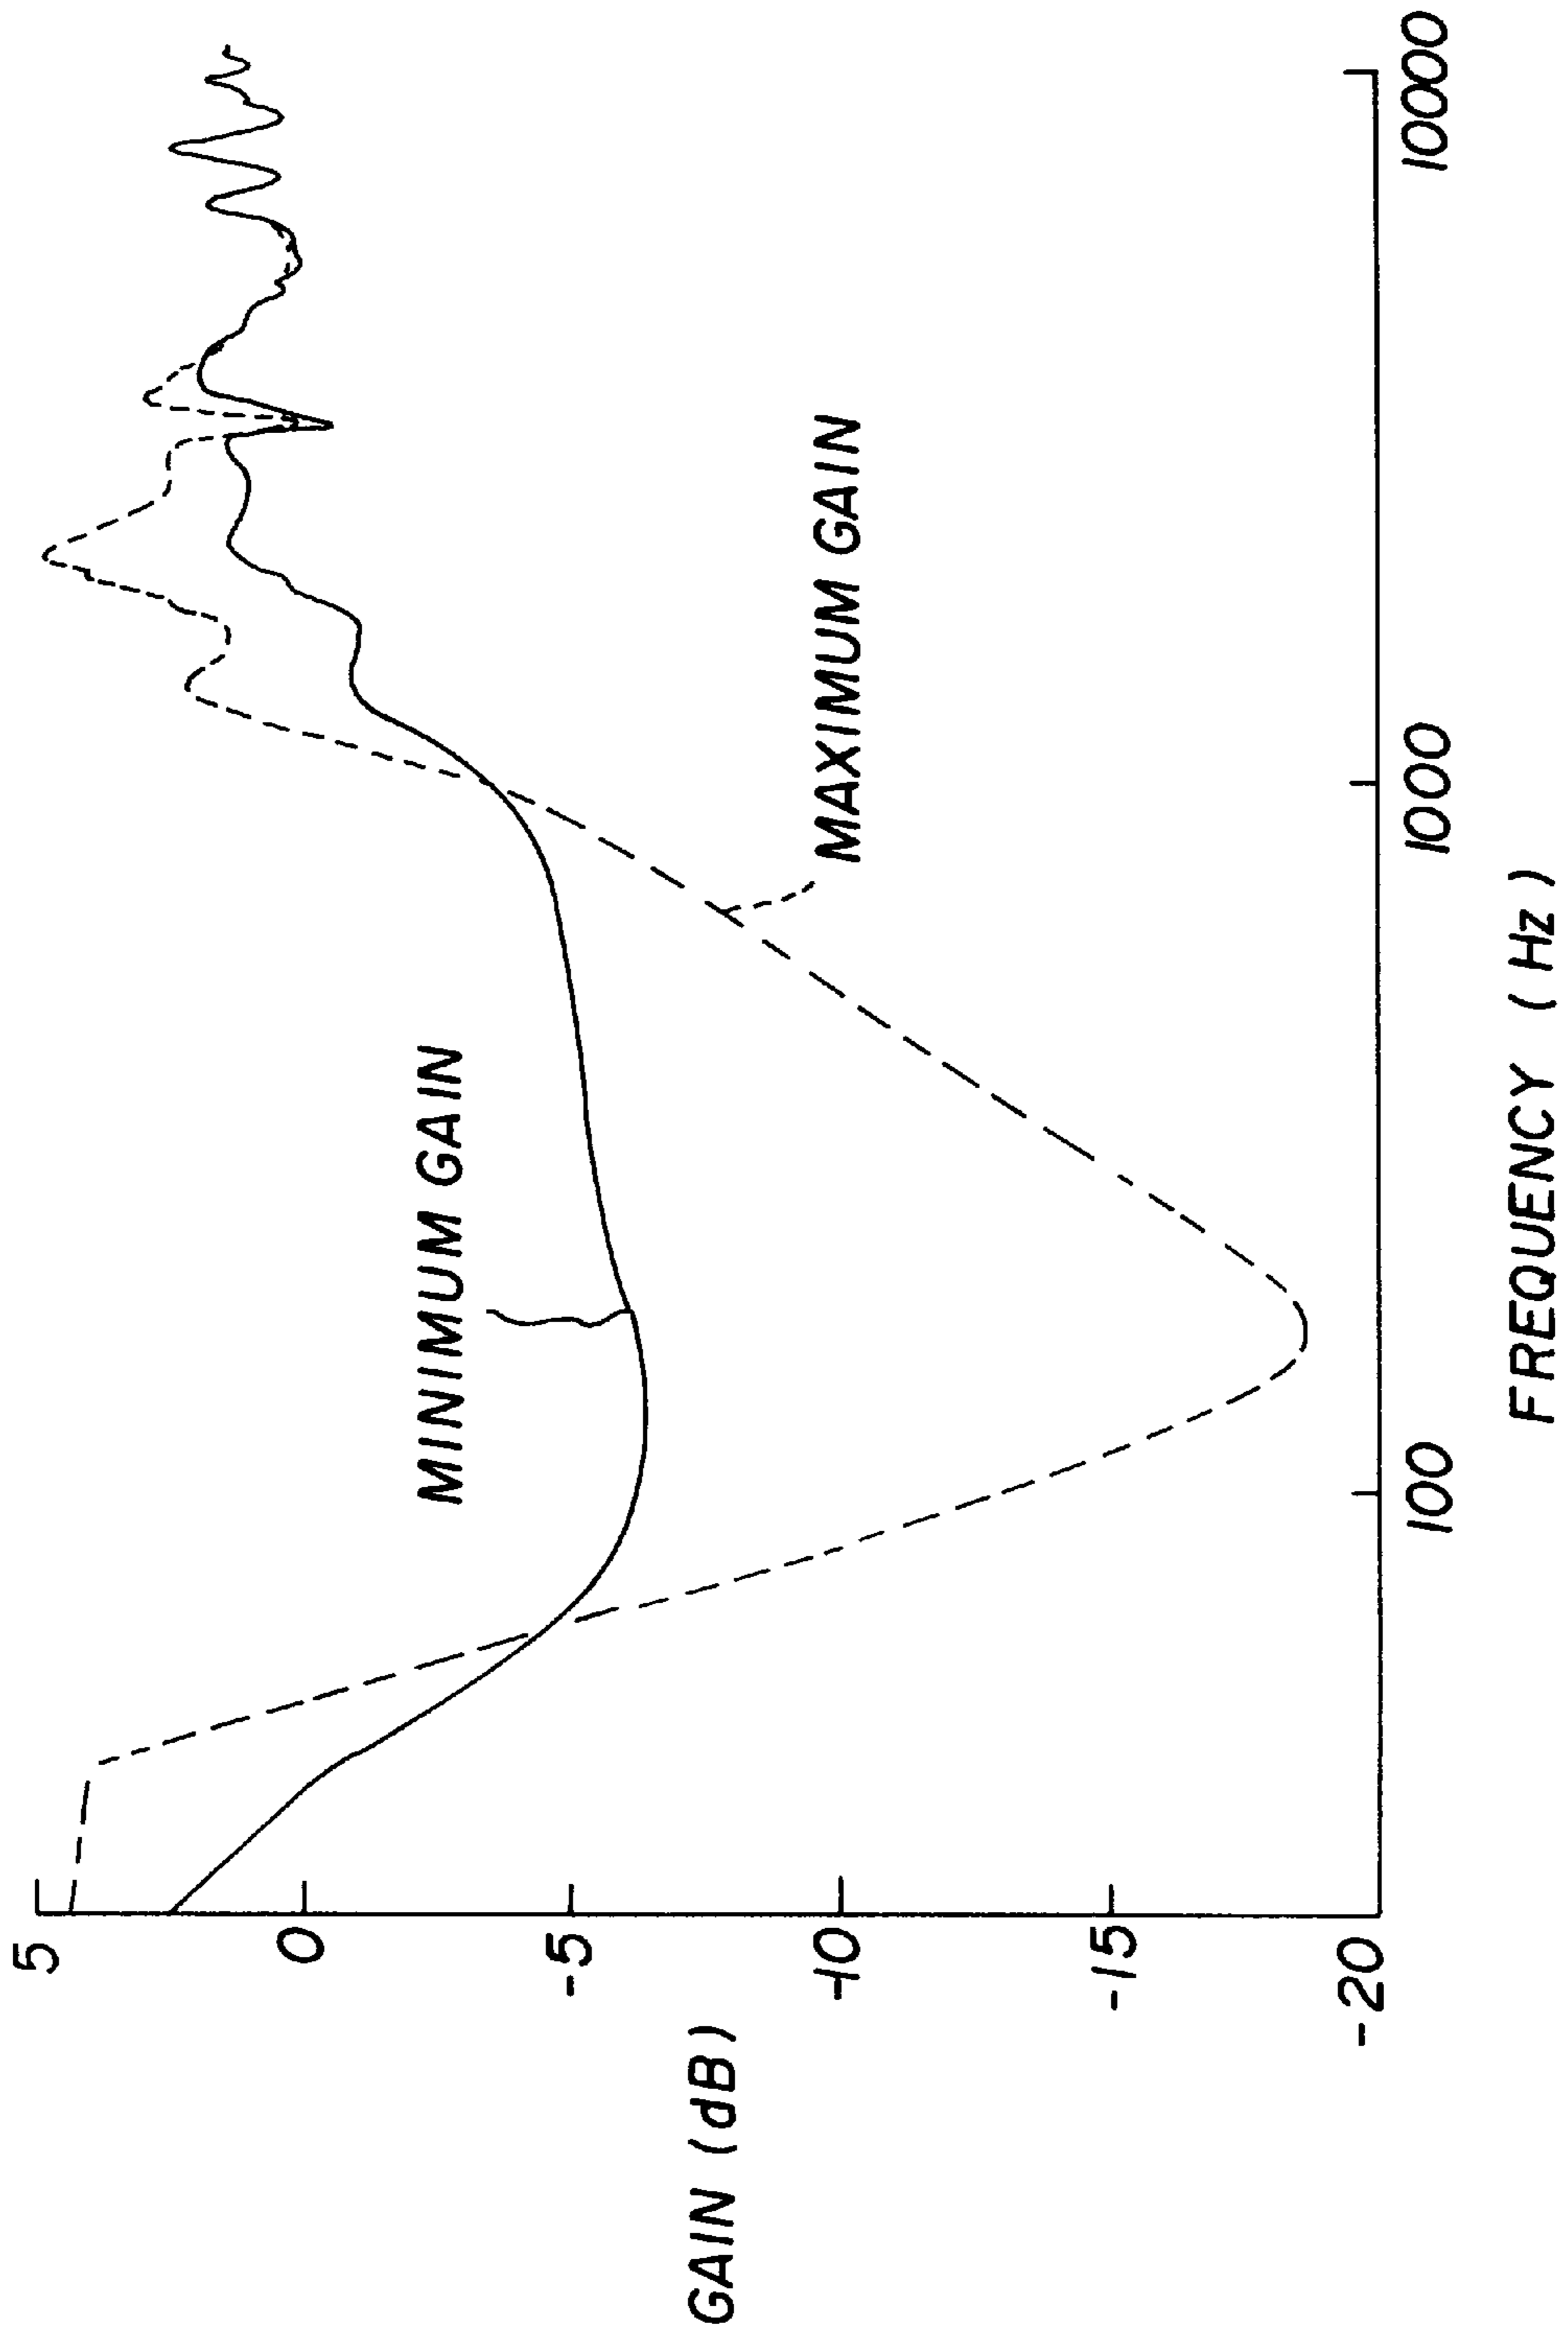 GAIN (dB)
5
0
-5
-10
-15
-20
MINIMUM GAIN
MAXIMUM GAIN
100
1000
10000
FREQUENCY (Hz)